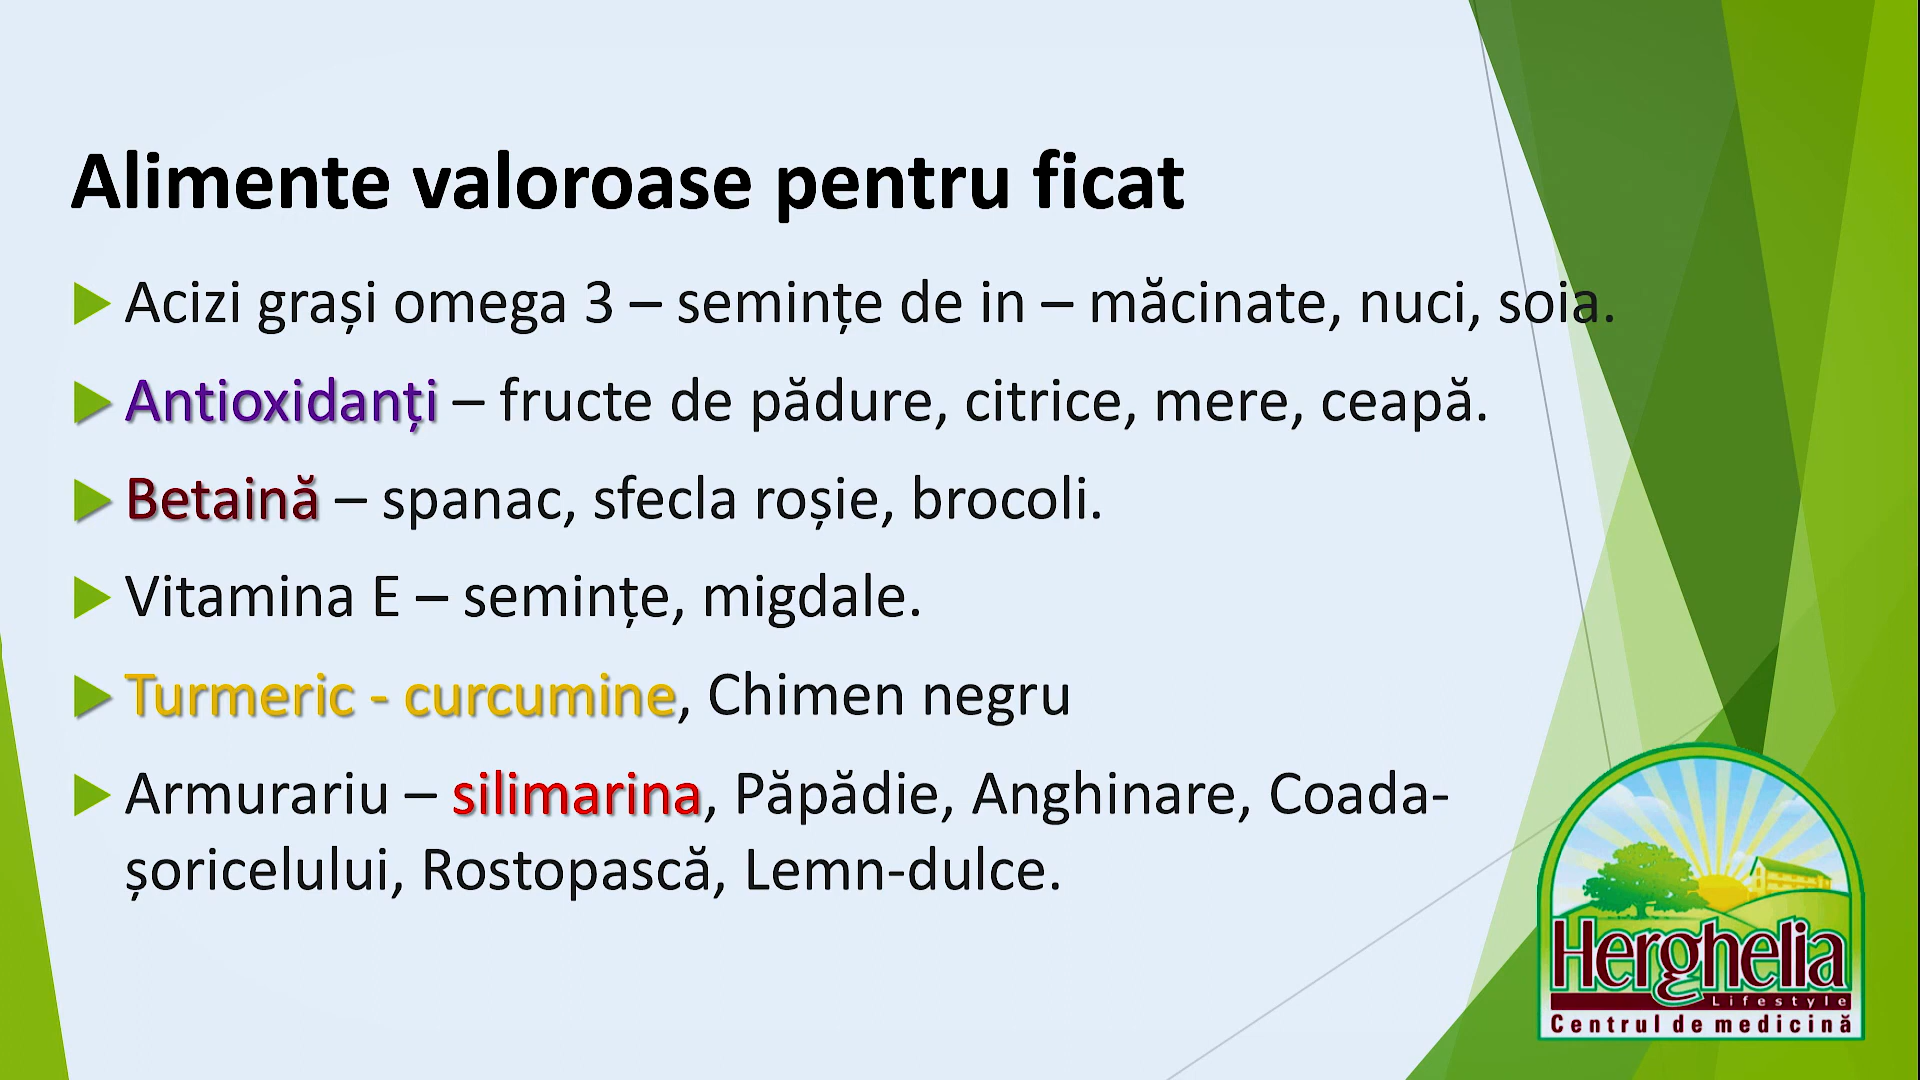 Alimente valoroase pentru ficat
Acizi grași omega 3 – semințe de in – măcinate, nuci, soia.
Antioxidanți – fructe de pădure, citrice, mere, ceapă.
Betaină – spanac, sfecla roșie, brocoli.
Vitamina E – semințe, migdale.
Turmeric - curcumine, Chimen negru
Armurariu – silimarina, Păpădie, Anghinare, Coada-
șoricelului, Rostopască, Lemn-dulce.
Herghelia
Lifestyle
Centrul de medicină